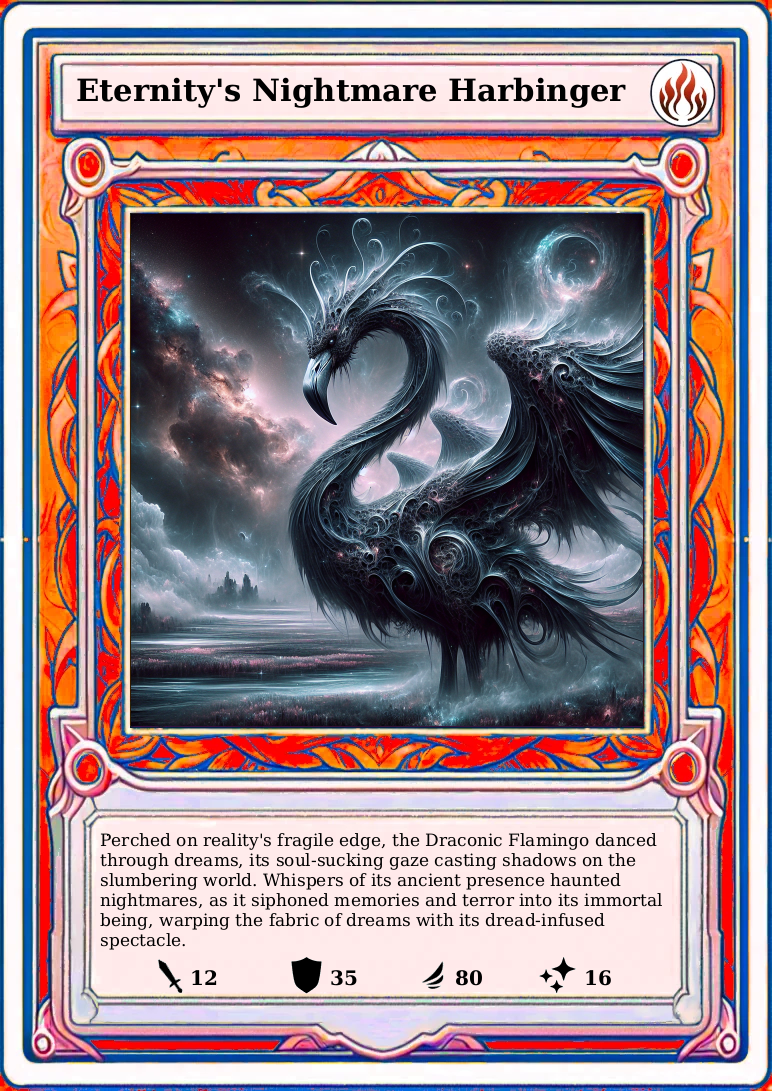 Eternity's Nightmare Harbinger
Perched on reality's fragile edge, the Draconic Flamingo danced
through dreams, its soul-sucking gaze casting shadows on the
slumbering world. Whispers of its ancient presence haunted
nightmares, as it siphoned memories and terror into its immortal
being, warping the fabric of dreams with its dread-infused
spectacle.
12 35 80 16